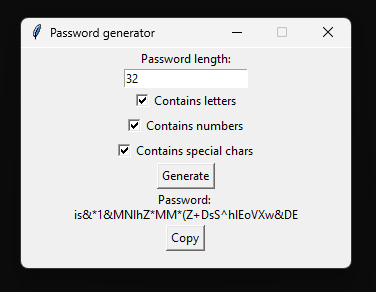 Password generator
Password length:
32
Contains letters
Contains numbers
Contains special chars
Generate
Password:
is&*1&MNIhZ*MM*(Z+DsS^hIEoVXw&DE
Copy